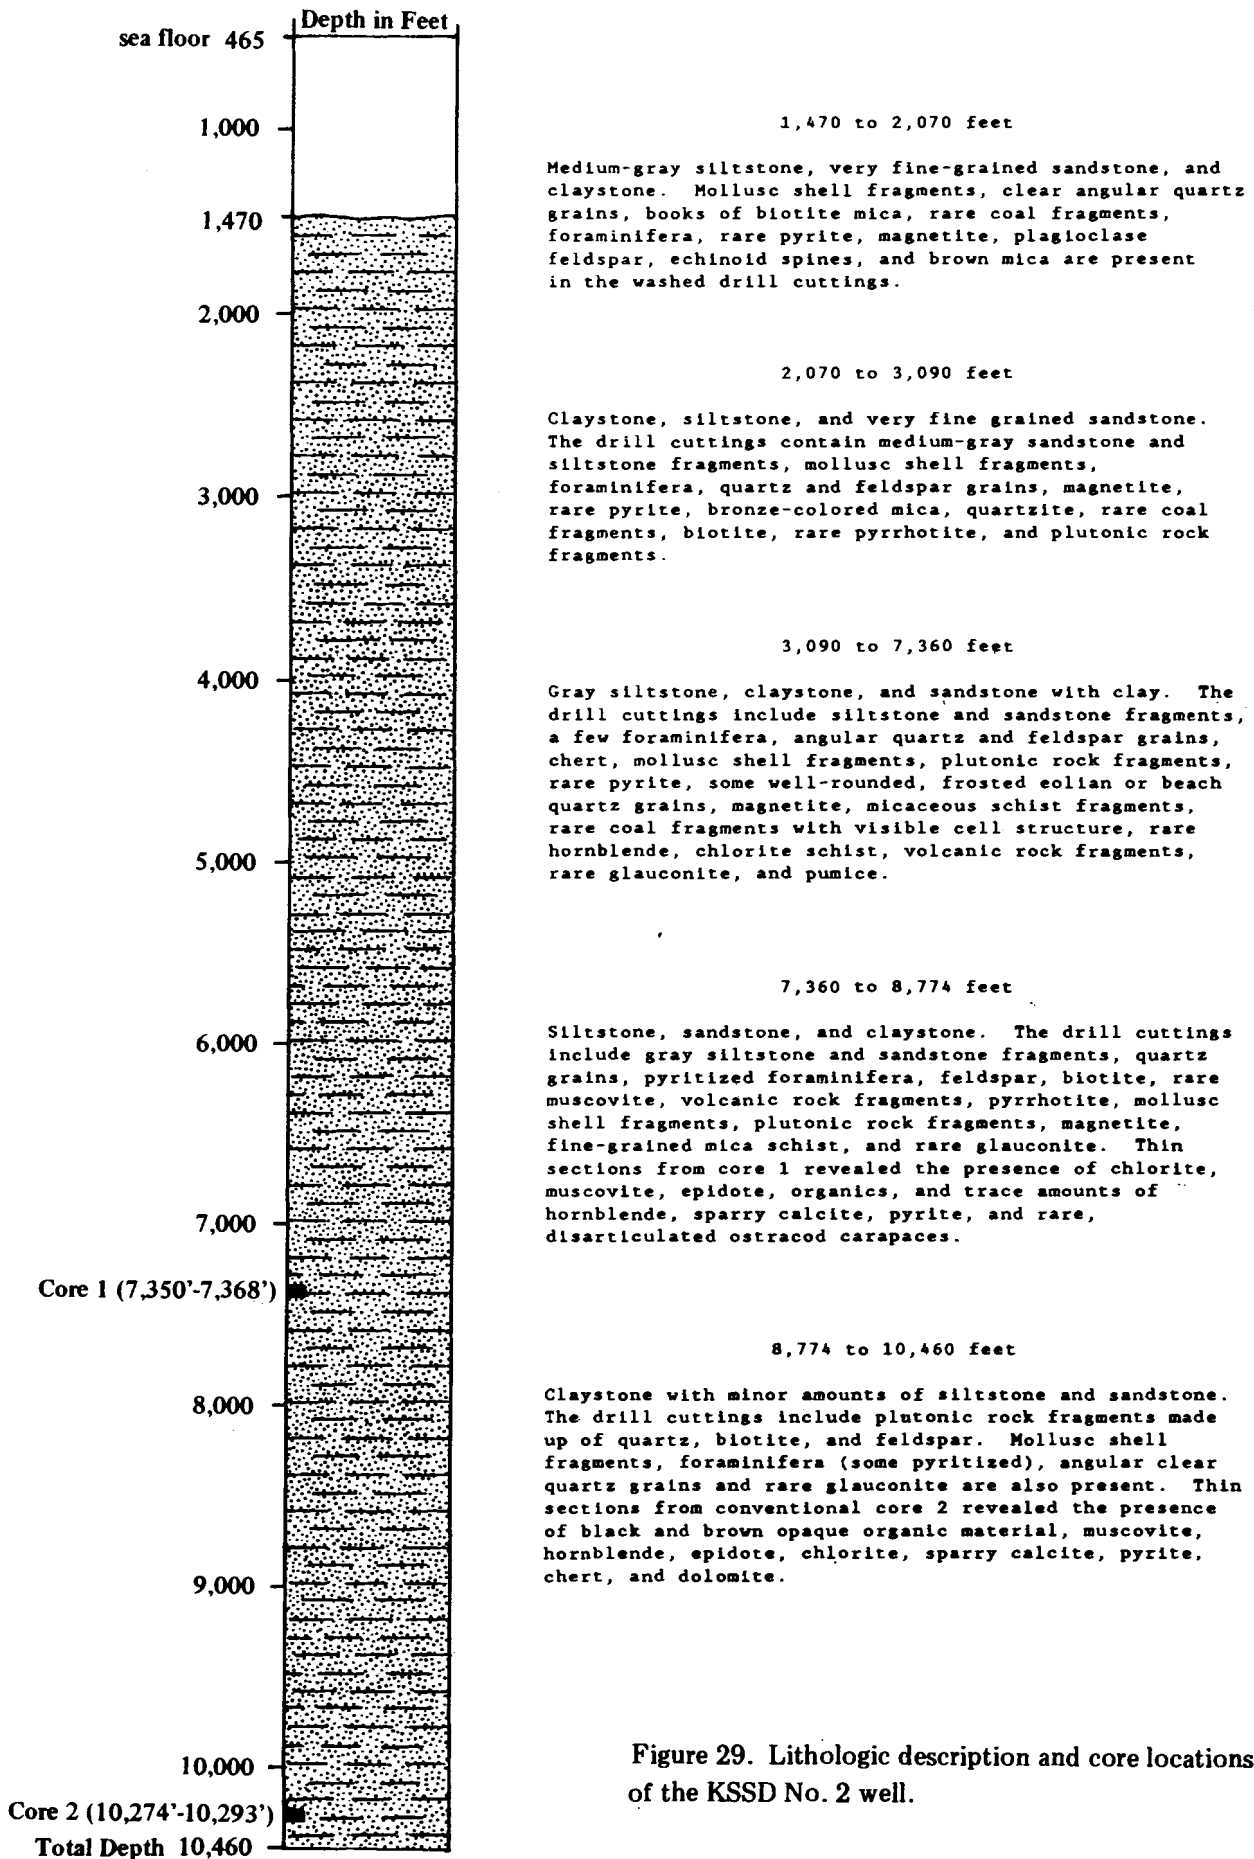 Depth in Feet
sea floor 465
1,000
1,470
2,000
3,000
4,000
5,000
6,000
7,000
Core 1 (7,350'-7,368')
8,000
9,000
10,000
Core 2 (10,274'-10,293')
Total Depth 10,460
1,470 to 2,070 feet
Medium-gray siltstone, very fine-grained sandstone, and
claystone. Mollusc shell fragments, clear angular quartz
grains, books of biotite mica, rare coal fragments,
foraminifera, rare pyrite, magnetite, plagioclase
feldspar, echinoid spines, and brown mica are present
in the washed drill cuttings.
2,070 to 3,090 feet
Claystone, siltstone, and very fine grained sandstone.
The drill cuttings contain medium-gray sandstone and
siltstone fragments, mollusc shell fragments,
foraminifera, quartz and feldspar grains, magnetite,
rare pyrite, bronze-colored mica, quartzite, rare coal
fragments, biotite, rare pyrrhotite, and plutonic rock
fragments.
3,090 to 7,360 feet
Gray siltstone, claystone, and sandstone with clay. The
drill cuttings include siltstone and sandstone fragments,
a few foraminifera, angular quartz and feldspar grains,
chert, mollusc shell fragments, plutonic rock fragments,
rare pyrite, some well-rounded, frosted eolian or beach
quartz grains, magnetite, micaceous schist fragments,
rare coal fragments with visible cell structure, rare
hornblende, chlorite schist, volcanic rock fragments,
rare glauconite, and pumice.
7,360 to 8,774 feet
Siltstone, sandstone, and claystone. The drill cuttings
include gray siltstone and sandstone fragments, quartz
grains, pyritized foraminifera, feldspar, biotite, rare
muscovite, volcanic rock fragments, pyrrhotite, mollusc
shell fragments, plutonic rock fragments, magnetite,
fine-grained mica schist, and rare glauconite. Thin
sections from core 1 revealed the presence of chlorite,
muscovite, epidote, organics, and trace amounts of
hornblende, sparry calcite, pyrite, and rare,
disarticulated ostracod carapaces.
8,774 to 10,460 feet
Claystone with minor amounts of siltstone and sandstone.
The drill cuttings include plutonic rock fragments made
up of quartz, biotite, and feldspar. Mollusc shell
fragments, foraminifera (some pyritized), angular clear
quartz grains and rare glauconite are also present. Thin
sections from conventional core 2 revealed the presence
of black and brown opaque organic material, muscovite,
hornblende, epidote, chlorite, sparry calcite, pyrite,
chert, and dolomite.
Figure 29. Lithologic description and core locations
of the KSSD No. 2 well.